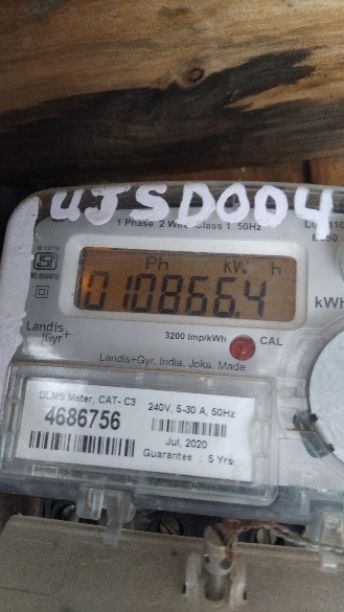 UJSD004
1 Phase 2 Wire Class 1 50Hz
Ph kW h
010866.4
kWh
Landis+
Gyr+
3200 Imp/kWh
CAL
Landis+Gyr, India, Joka. Made
DLMS Meter, CAT- C3
4686756
240V, 5-30 A, 50Hz
Jul, 2020
Guarantee : 5 Yrs